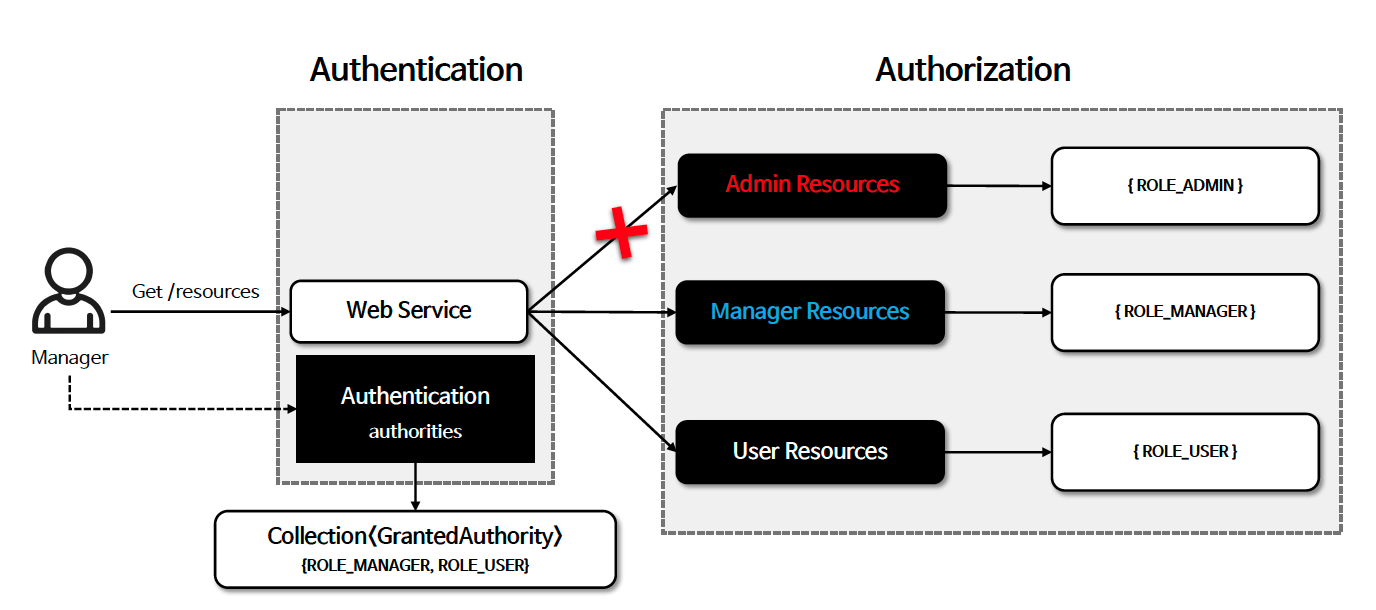 Authentication
Authorization
Admin Resources
{ ROLE_ADMIN }
Get /resources
Web Service
Manager Resources
{ ROLE_MANAGER }
Manager
Authentication
authorities
User Resources
{ ROLE_USER }
Collection〈GrantedAuthority〉
{ROLE_MANAGER, ROLE_USER}